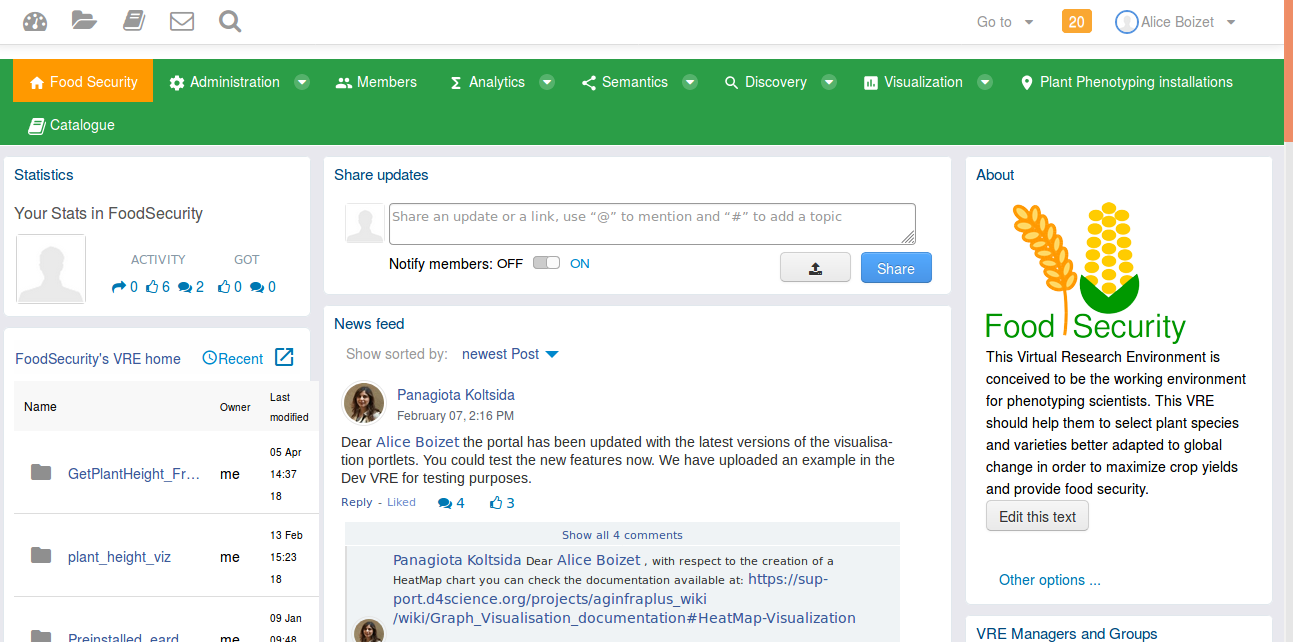 Go to
20
Alice Boizet
Food Security
Administration
Members
Analytics
Semantics
Discovery
Visualization
Plant Phenotyping installations
Catalogue
Statistics
Your Stats in FoodSecurity
ACTIVITY GOT
0 6 2 0 0
FoodSecurity's VRE home Recent
Name Owner Last
modified
GetPlantHeight_Fr... me 05 Apr
14:37
18
plant_height_viz me 13 Feb
15:23
18
Preinstalled_eard me 09 Jan
09:48
Share updates
Share an update or a link, use “@” to mention and “#” to add a topic
Notify members: OFF ON
Share
News feed
Show sorted by: newest Post
Panagiota Koltsida
February 07, 2:16 PM
Dear Alice Boizet the portal has been updated with the latest versions of the visualisa-
tion portlets. You could test the new features now. We have uploaded an example in the
Dev VRE for testing purposes.
Reply - Liked 4 3
Show all 4 comments
Panagiota Koltsida Dear Alice Boizet , with respect to the creation of a
HeatMap chart you can check the documentation available at: https://sup-
port.d4science.org/projects/aginfraplus_wiki
/wiki/Graph_Visualisation_documentation#HeatMap-Visualization
About
Food Security
This Virtual Research Environment is
conceived to be the working environment
for phenotyping scientists. This VRE
should help them to select plant species
and varieties better adapted to global
change in order to maximize crop yields
and provide food security.
Edit this text
Other options ...
VRE Managers and Groups